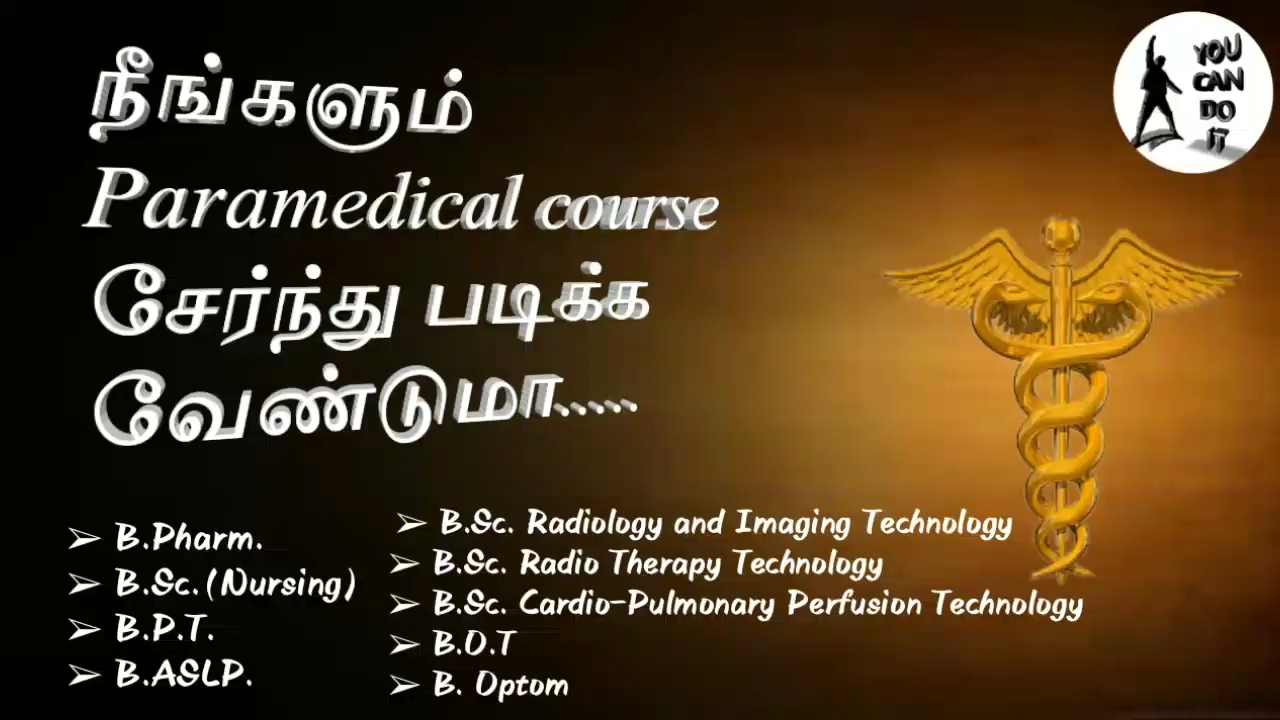 நீங்களும்
Paramedical course
சேர்ந்து படிக்க
வேண்டுமா.....
➢ B.Pharm.
➢ B.Sc.(Nursing)
➢ B.P.T.
➢ B.ASLP.
➢ B.Sc. Radiology and Imaging Technology
➢ B.Sc. Radio Therapy Technology
➢ B.Sc. Cardio-Pulmonary Perfusion Technology
➢ B.O.T
➢ B. Optom
YOU
CAN
DO
IT